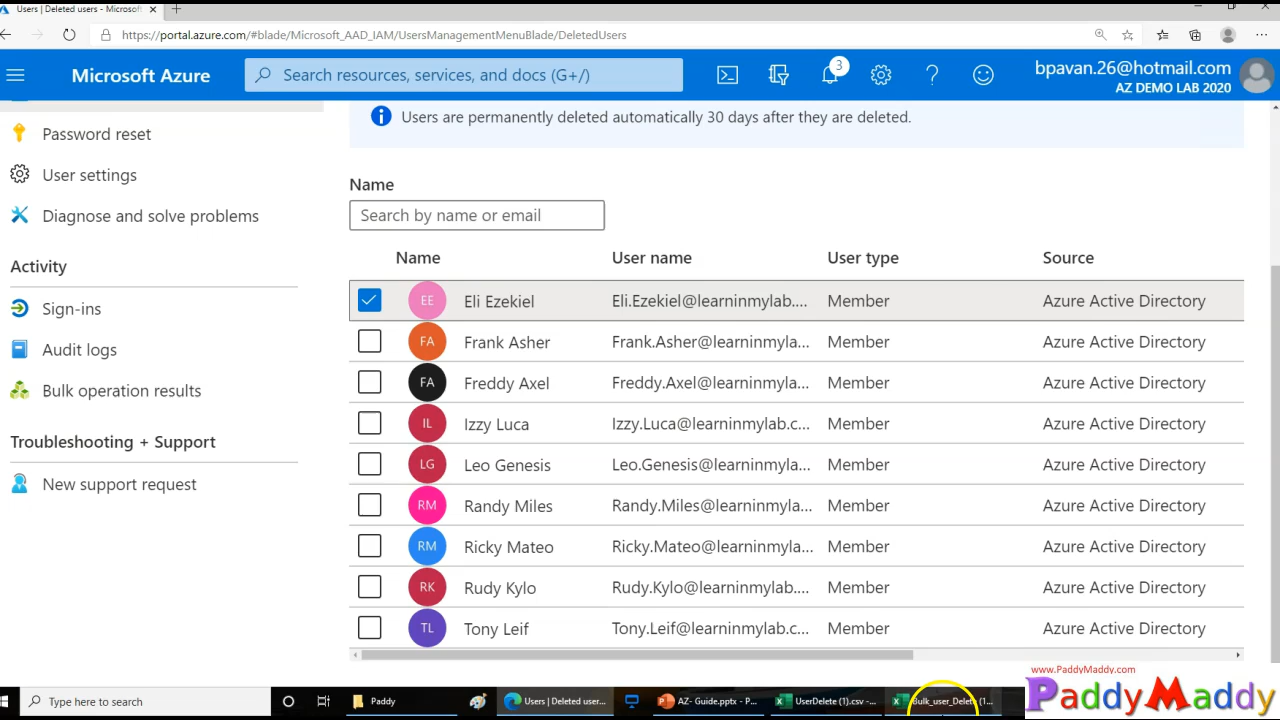 Users | Deleted users - Microsoft
https://portal.azure.com/#blade/Microsoft_AAD_IAM/UsersManagementMenuBlade/DeletedUsers
Microsoft Azure
Search resources, services, and docs (G+/)
3
bpavan.26@hotmail.com
AZ DEMO LAB 2020
Users are permanently deleted automatically 30 days after they are deleted.
Password reset
User settings
Diagnose and solve problems
Activity
Sign-ins
Audit logs
Bulk operation results
Troubleshooting + Support
New support request
Name
Search by name or email
Name User name User type Source
EE Eli Ezekiel Eli.Ezekiel@learninmylab.... Member Azure Active Directory
FA Frank Asher Frank.Asher@learninmyla... Member Azure Active Directory
FA Freddy Axel Freddy.Axel@learninmyla... Member Azure Active Directory
IL Izzy Luca Izzy.Luca@learninmylab.c... Member Azure Active Directory
LG Leo Genesis Leo.Genesis@learninmyla... Member Azure Active Directory
RM Randy Miles Randy.Miles@learninmyla... Member Azure Active Directory
RM Ricky Mateo Ricky.Mateo@learninmyla... Member Azure Active Directory
RK Rudy Kylo Rudy.Kylo@learninmylab.... Member Azure Active Directory
TL Tony Leif Tony.Leif@learninmylab.c... Member Azure Active Directory
www.PaddyMaddy.com
PaddyMaddy
Type here to search
Paddy
Users | Deleted user...
AZ- Guide.pptx - P...
UserDelete (1).csv -...
Bulk_user_Delete (1...